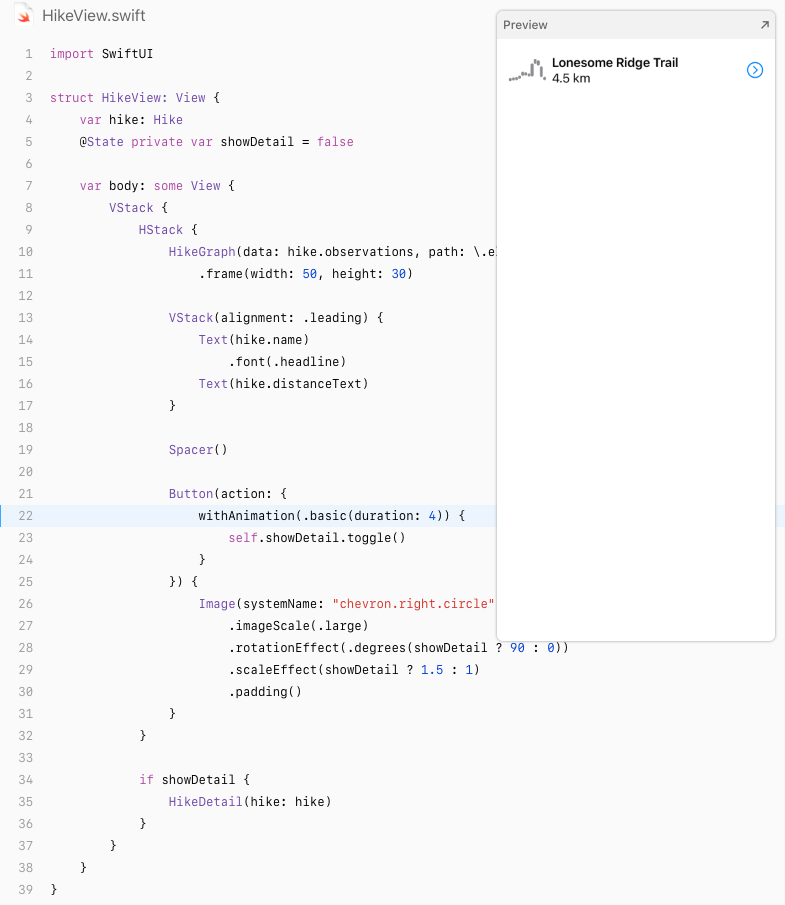 HikeView.swift
1 import SwiftUI
2
3 struct HikeView: View {
4 var hike: Hike
5 @State private var showDetail = false
6
7 var body: some View {
8 VStack {
9 HStack {
10 HikeGraph(data: hike.observations, path: \.el
11 .frame(width: 50, height: 30)
12
13 VStack(alignment: .leading) {
14 Text(hike.name)
15 .font(.headline)
16 Text(hike.distanceText)
17 }
18
19 Spacer()
20
21 Button(action: {
22 withAnimation(.basic(duration: 4)) {
23 self.showDetail.toggle()
24 }
25 }) {
26 Image(systemName: "chevron.right.circle"
27 .imageScale(.large)
28 .rotationEffect(.degrees(showDetail ? 90 : 0))
29 .scaleEffect(showDetail ? 1.5 : 1)
30 .padding()
31 }
32 }
33
34 if showDetail {
35 HikeDetail(hike: hike)
36 }
37 }
38 }
39 }
Preview
Lonesome Ridge Trail
4.5 km